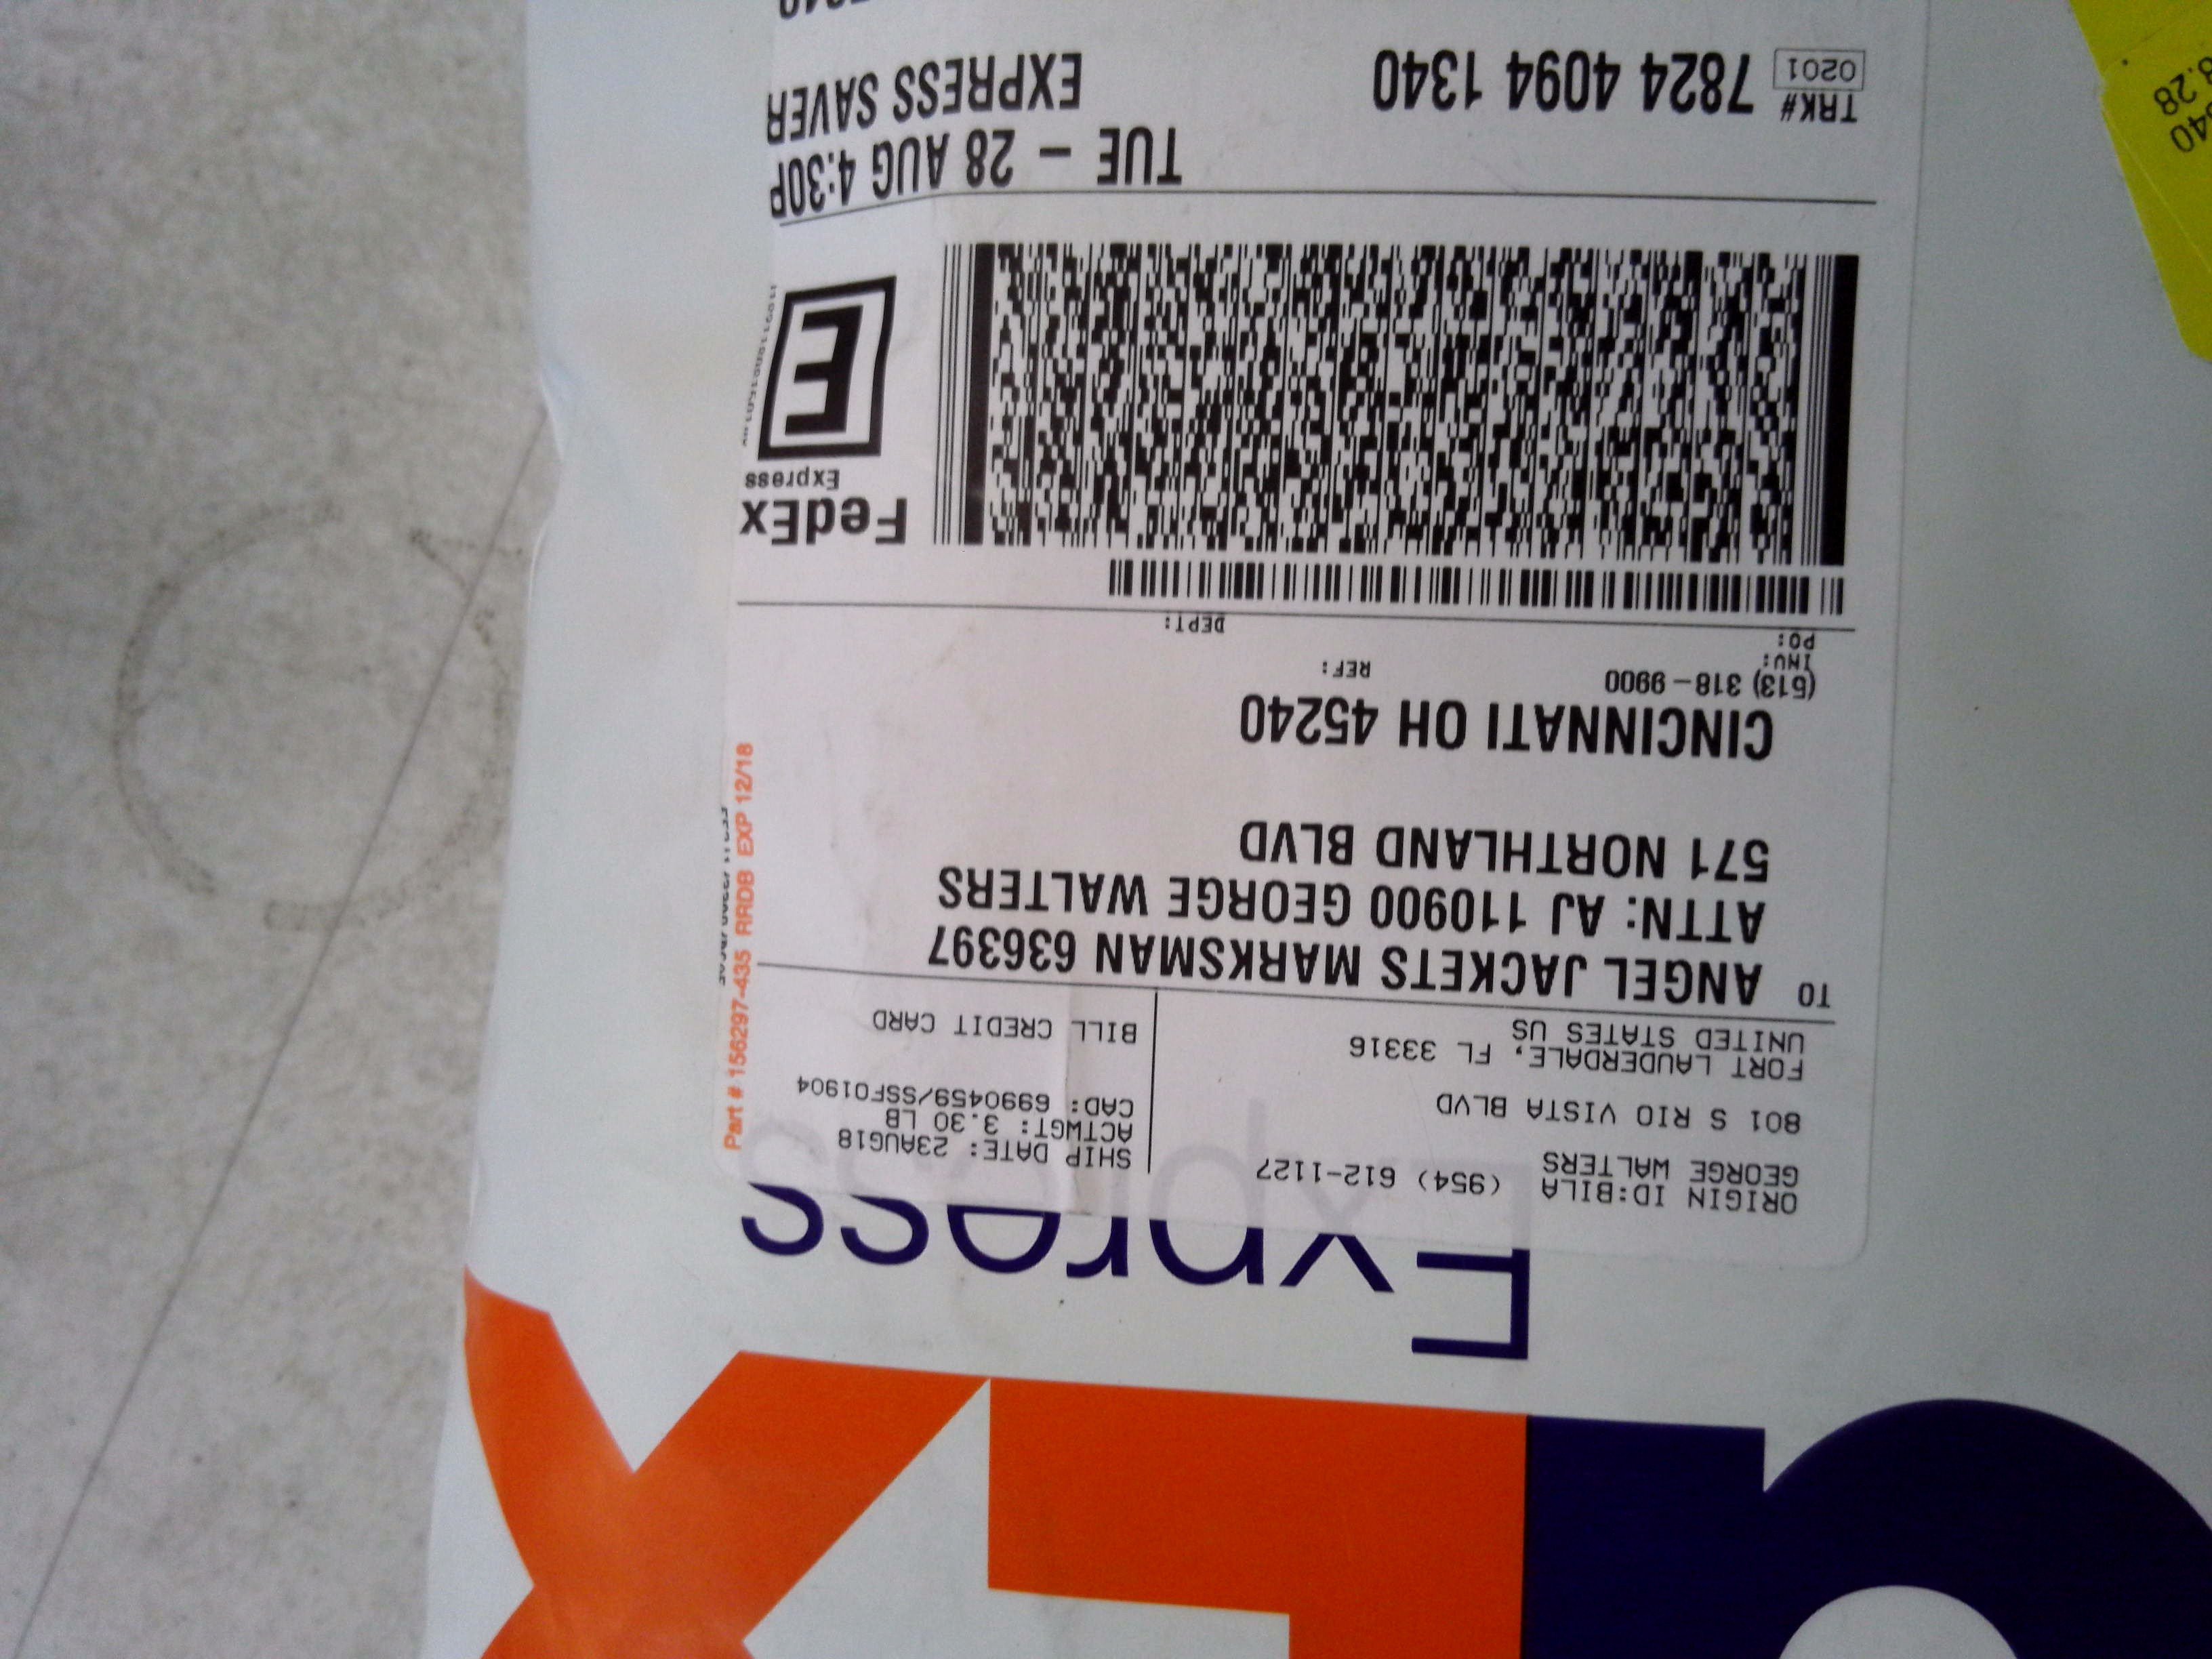 Express
ORIGIN ID:BILA (954) 612-1127
GEORGE WALTERS
801 S RIO VISTA BLVD
FORT LAUDERDALE, FL 33316
UNITED STATES US
SHIP DATE: 23AUG18
ACTWGT: 3.30 LB
CAD: 6990459/SSFO1904
BILL CREDIT CARD
TO ANGEL JACKETS MARKSMAN 636397
ATTN: AJ 110900 GEORGE WALTERS
571 NORTHLAND BLVD
CINCINNATI OH 45240
(513) 318-9900 REF:
INV:
PO: DEPT:
FedEx
Express
E
TUE - 28 AUG 4:30P
EXPRESS SAVER
TRK# 7824 4094 1340
0201
Part # 156297-435 RRDB EXP 12/18